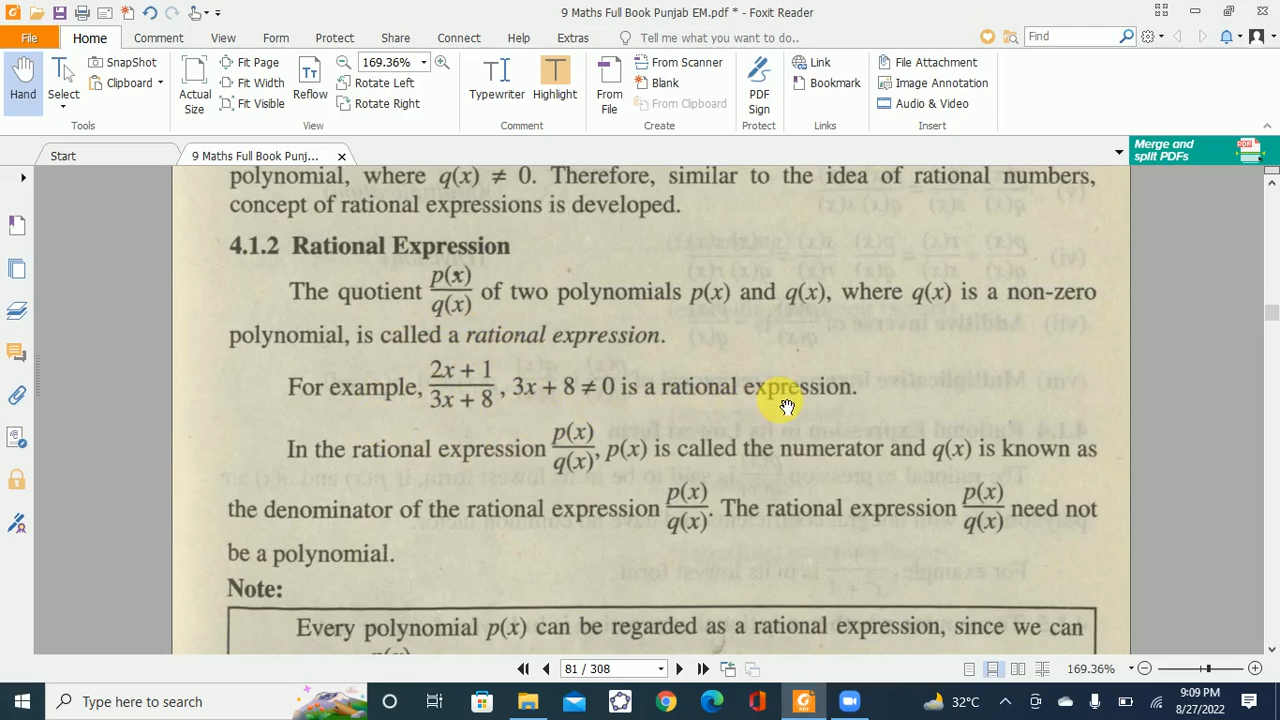 9 Maths Full Book Punjab EM.pdf * - Foxit Reader
File Home Comment View Form Protect Share Connect Help Extras Tell me what you want to do.. Find
Hand
Select
SnapShot
Clipboard
Tools
Actual Size
Fit Page
Fit Width
Fit Visible
Reflow
169.36%
Rotate Left
Rotate Right
View
Typewriter
Highlight
Comment
From File
From Scanner
Blank
From Clipboard
Create
PDF Sign
Protect
Link
Bookmark
Links
File Attachment
Image Annotation
Audio & Video
Insert
Start
9 Maths Full Book Punj...
Merge and split PDFs
polynomial, where q(x) ≠ 0. Therefore, similar to the idea of rational numbers,
concept of rational expressions is developed.
4.1.2 Rational Expression
The quotient p(x)/q(x) of two polynomials p(x) and q(x), where q(x) is a non-zero
polynomial, is called a rational expression.
For example, (2x + 1)/(3x + 8), 3x + 8 ≠ 0 is a rational expression.
In the rational expression p(x)/q(x), p(x) is called the numerator and q(x) is known as
the denominator of the rational expression p(x)/q(x). The rational expression p(x)/q(x) need not
be a polynomial.
Note:
Every polynomial p(x) can be regarded as a rational expression, since we can
81 / 308
169.36%
Type here to search
32°C
9:09 PM
8/27/2022